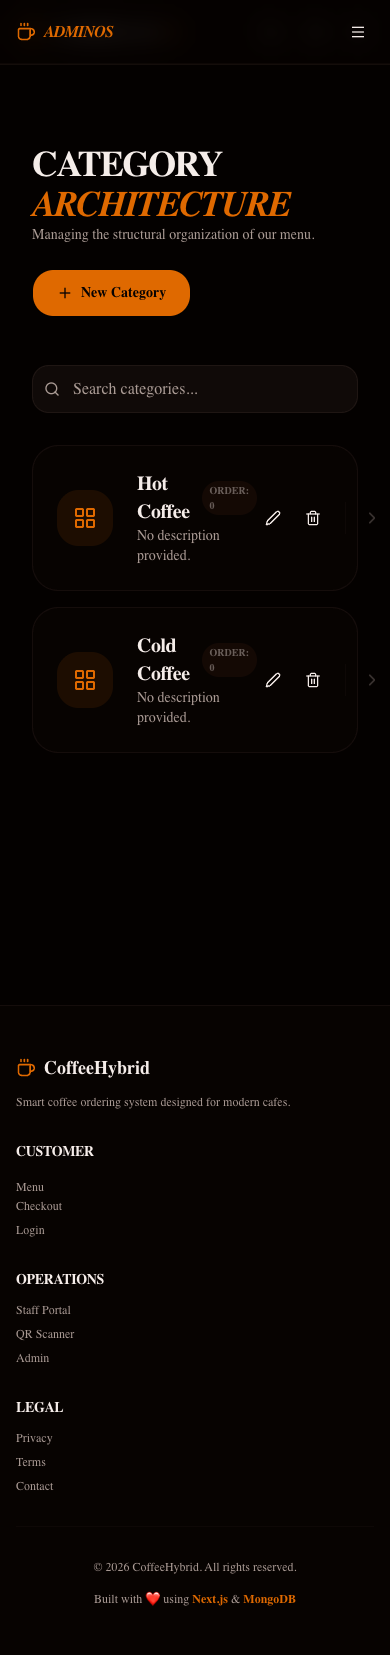 ADMINOS
CATEGORY
ARCHITECTURE
Managing the structural organization of our menu.
New Category
Search categories...
Hot
Coffee
ORDER:
0
No description
provided.
Cold
Coffee
ORDER:
0
No description
provided.
CoffeeHybrid
Smart coffee ordering system designed for modern cafes.
CUSTOMER
Menu
Checkout
Login
OPERATIONS
Staff Portal
QR Scanner
Admin
LEGAL
Privacy
Terms
Contact
© 2026 CoffeeHybrid. All rights reserved.
Built with ❤️ using Next.js & MongoDB